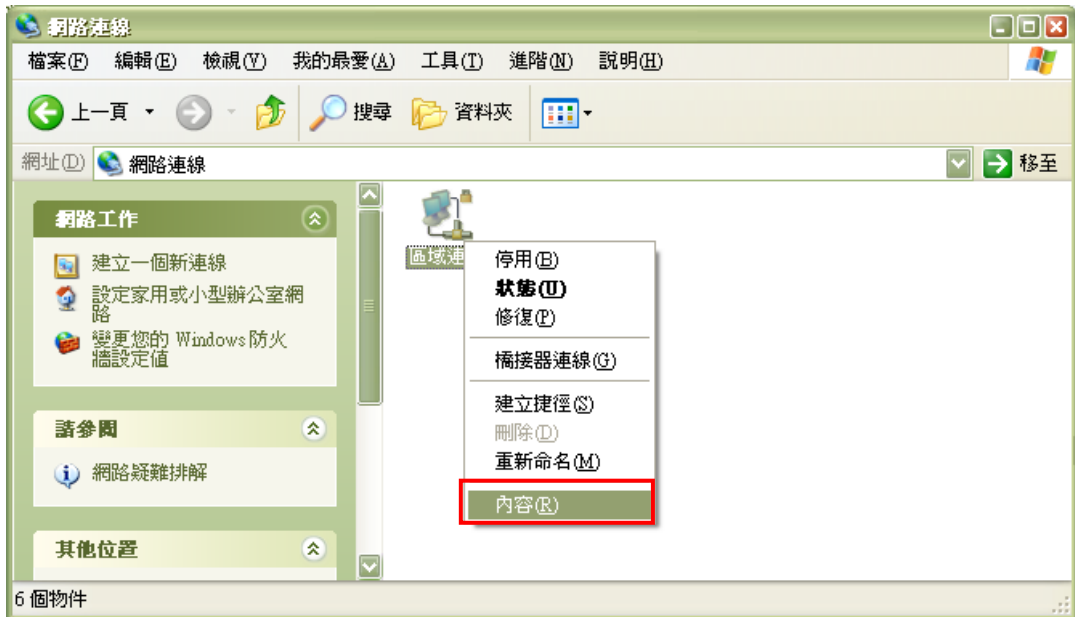 網路連線
檔案(F) 編輯(E) 檢視(V) 我的最愛(A) 工具(T) 進階(N) 說明(H)
上一頁 搜尋 資料夾
網址(D) 網路連線 移至
網路工作
建立一個新連線
設定家用或小型辦公室網
路
變更您的 Windows 防火
牆設定值
請參閱
網路疑難排解
其他位置
區域連
停用(B)
狀態(U)
修復(P)
橋接器連線(G)
建立捷徑(S)
刪除(D)
重新命名(M)
內容(R)
6 個物件